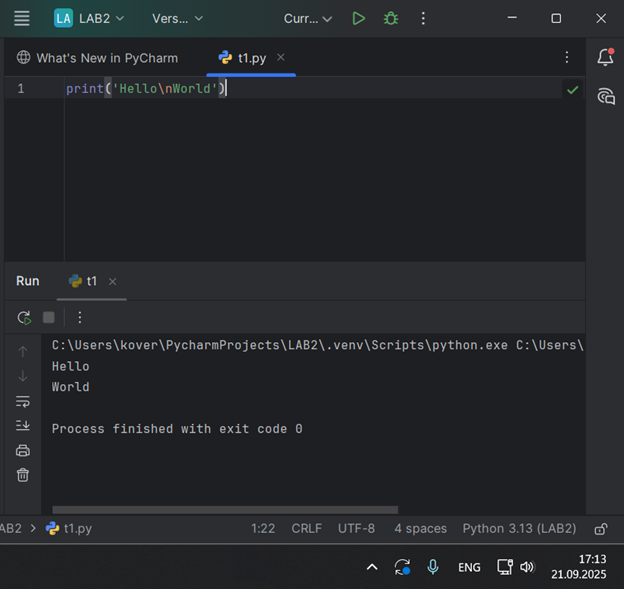 LA LAB2 Vers... Curr...
What's New in PyCharm t1.py
1 print('Hello\nWorld')
Run t1
C:\Users\kover\PycharmProjects\LAB2\.venv\Scripts\python.exe C:\Users\
Hello
World
Process finished with exit code 0
AB2 > t1.py 1:22 CRLF UTF-8 4 spaces Python 3.13 (LAB2)
ENG 17:13
21.09.2025